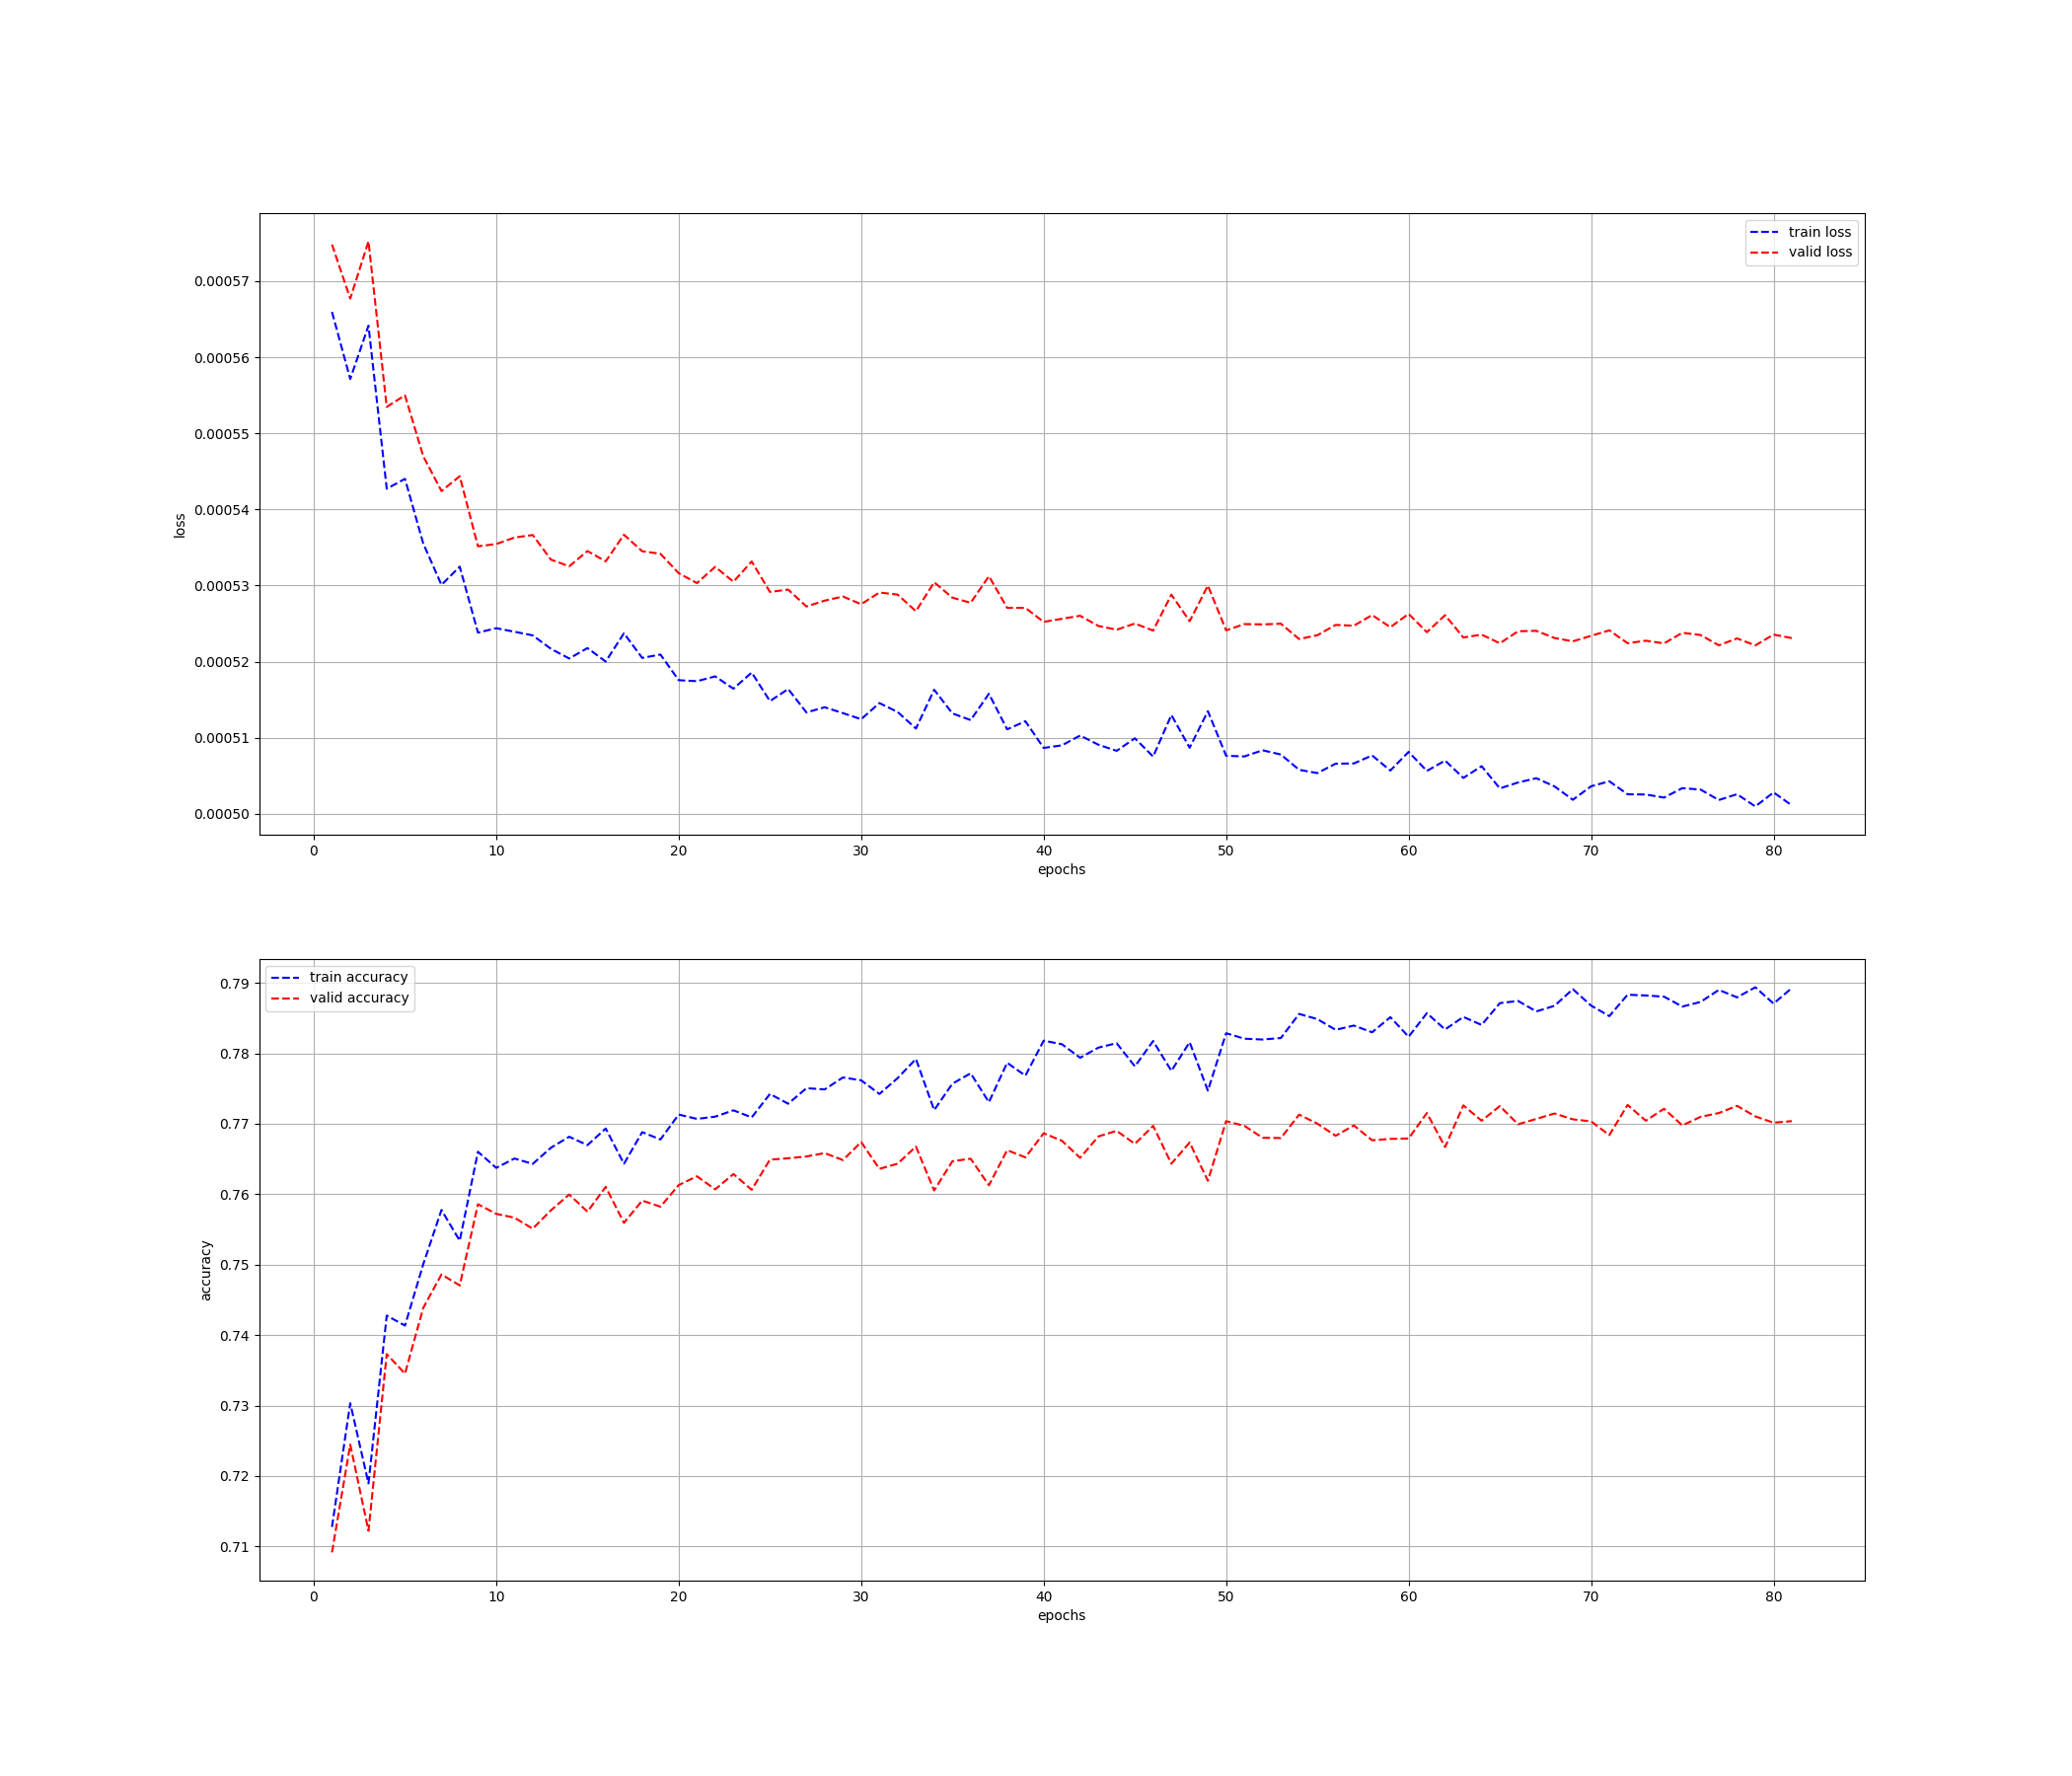 train loss
valid loss
0.00057
0.00056
0.00055
0.00054
0.00053
0.00052
0.00051
0.00050
loss
0 10 20 30 40 50 60 70 80
epochs
train accuracy
valid accuracy
0.79
0.78
0.77
0.76
0.75
0.74
0.73
0.72
0.71
accuracy
0 10 20 30 40 50 60 70 80
epochs